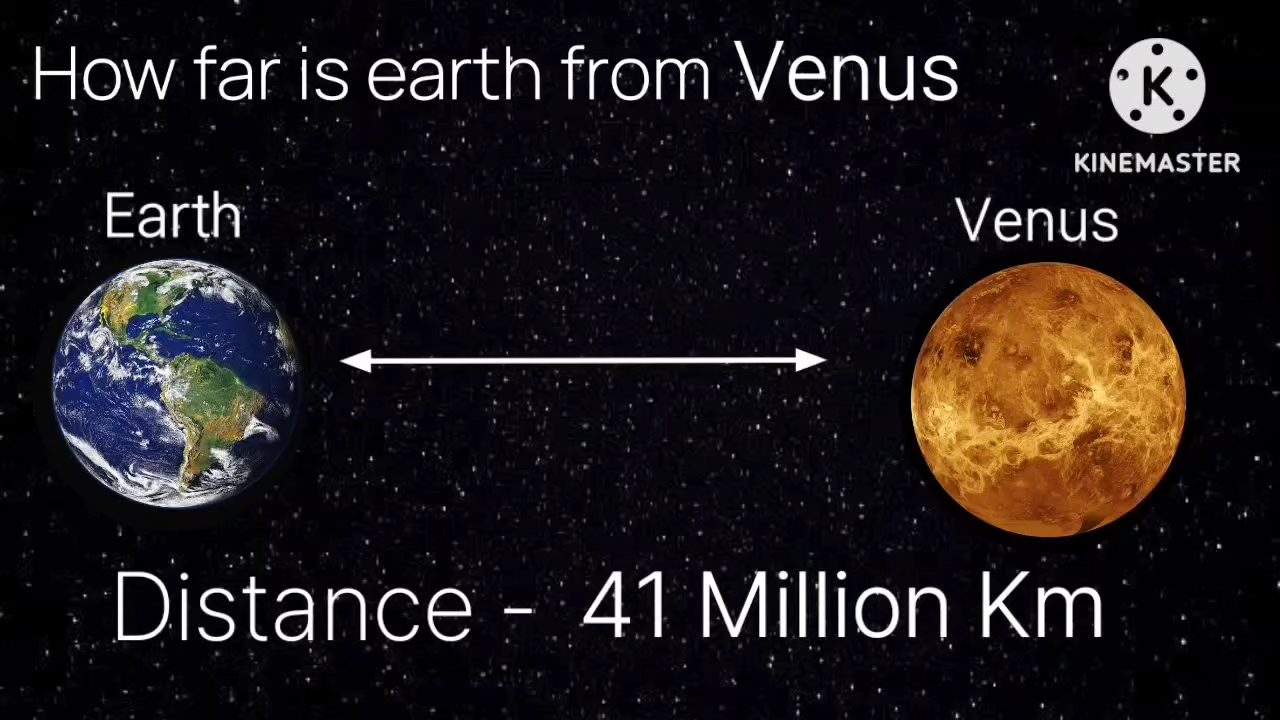 How far is earth from Venus
K
KINEMASTER
Earth
Venus
Distance - 41 Million Km